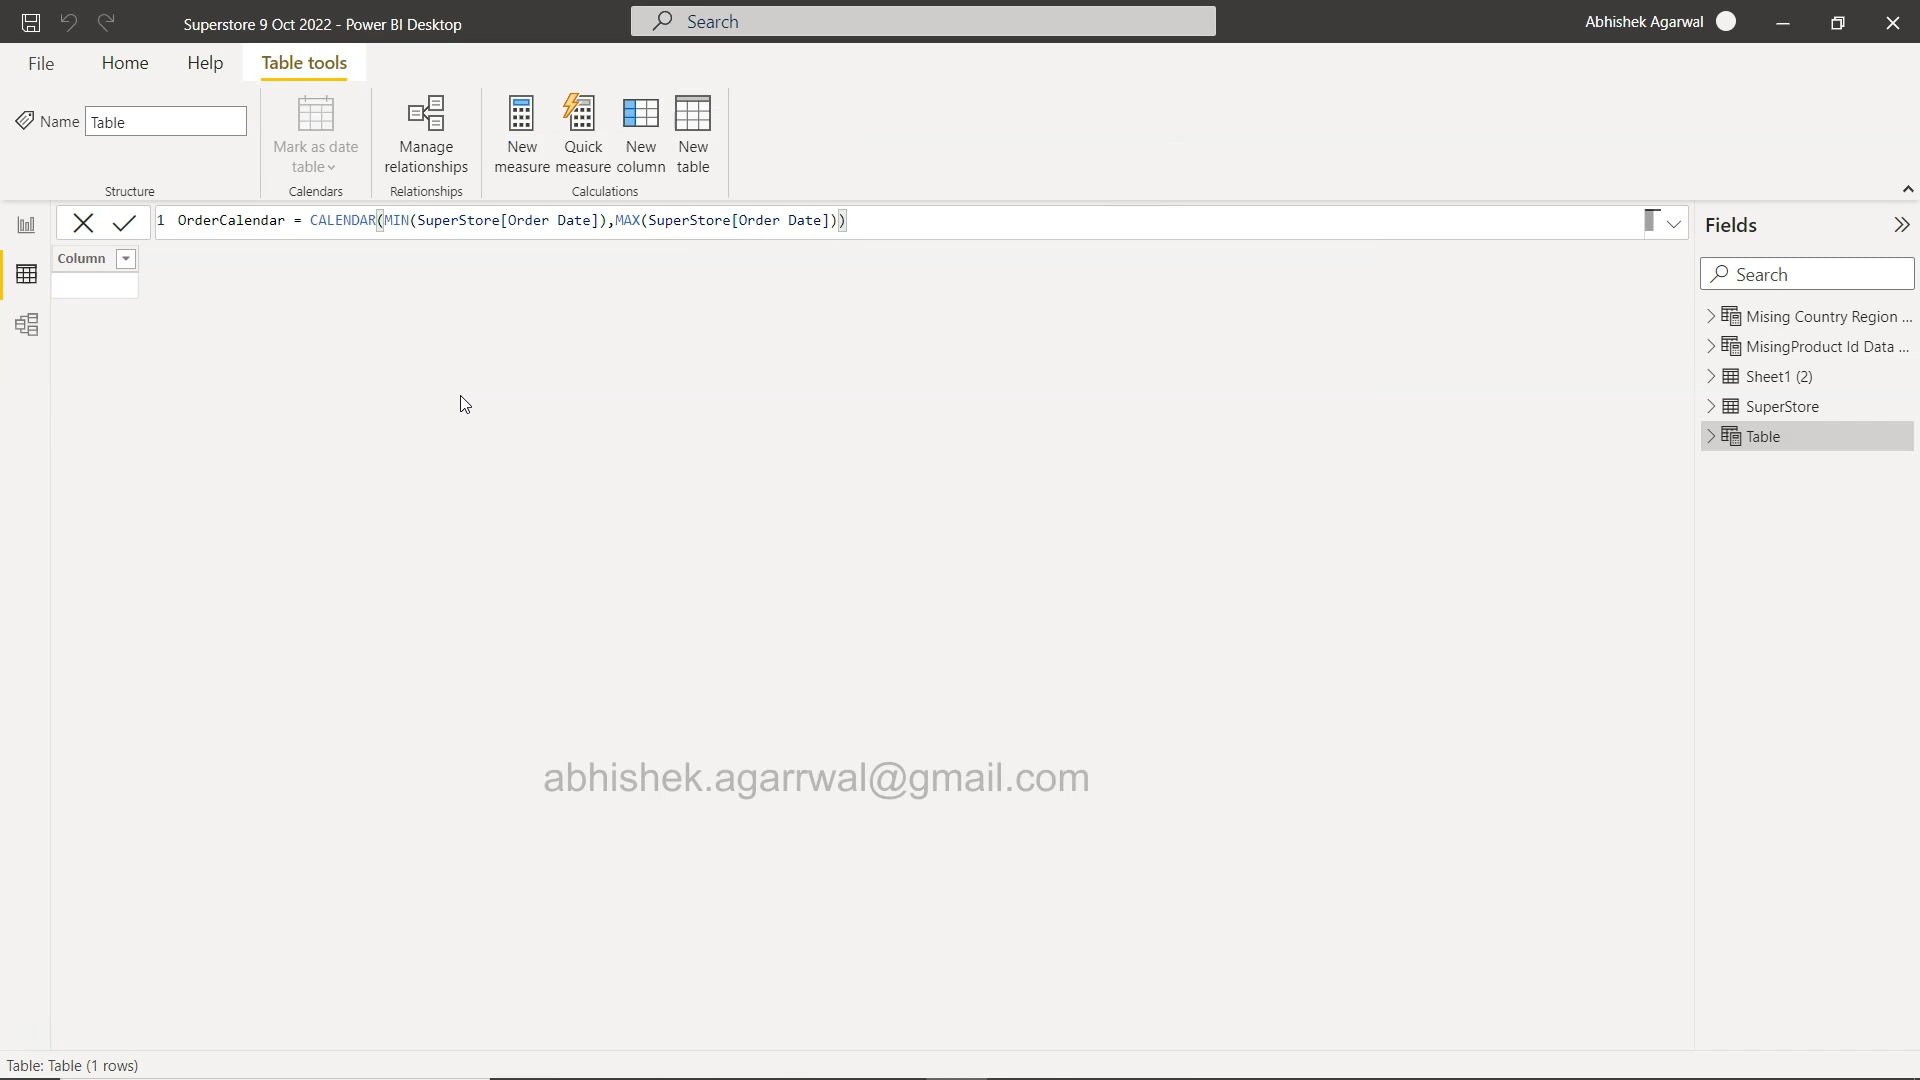 Superstore 9 Oct 2022 - Power BI Desktop
Search
Abhishek Agarwal
File
Home
Help
Table tools
Name
Table
Mark as date
table
New
measure
Quick
measure
New
column
New
table
Manage
relationships
Structure
Calendars
Relationships
Calculations
1 OrderCalendar = CALENDAR(MIN(SuperStore[Order Date]),MAX(SuperStore[Order Date]))
Column
Fields
Search
Mising Country Region ...
MisingProduct Id Data ...
Sheet1 (2)
SuperStore
Table
abhishek.agarrwal@gmail.com
Table: Table (1 rows)